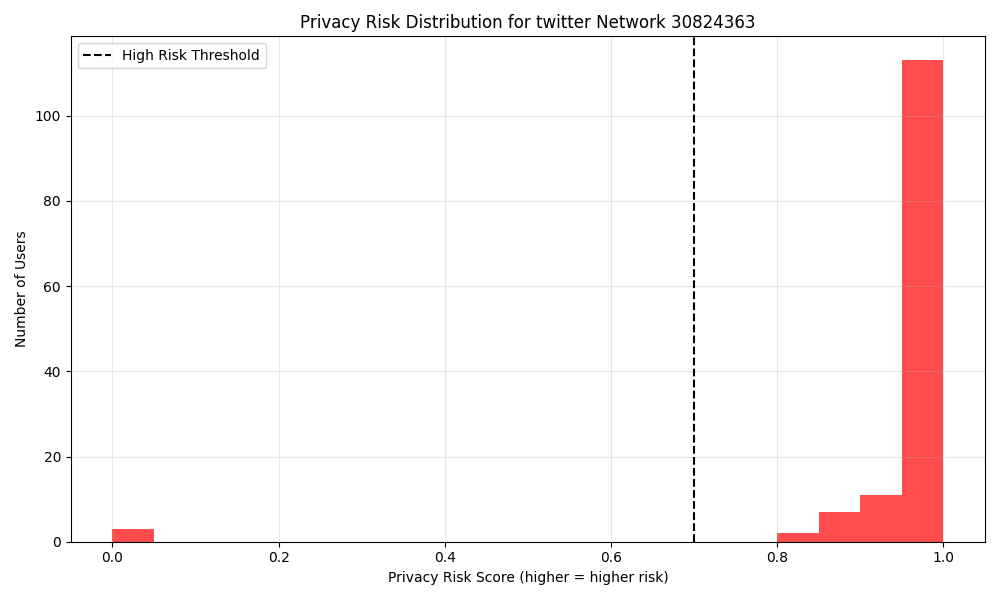 Privacy Risk Distribution for twitter Network 30824363
High Risk Threshold
Number of Users
100
80
60
40
20
0
0.0 0.2 0.4 0.6 0.8 1.0
Privacy Risk Score (higher = higher risk)